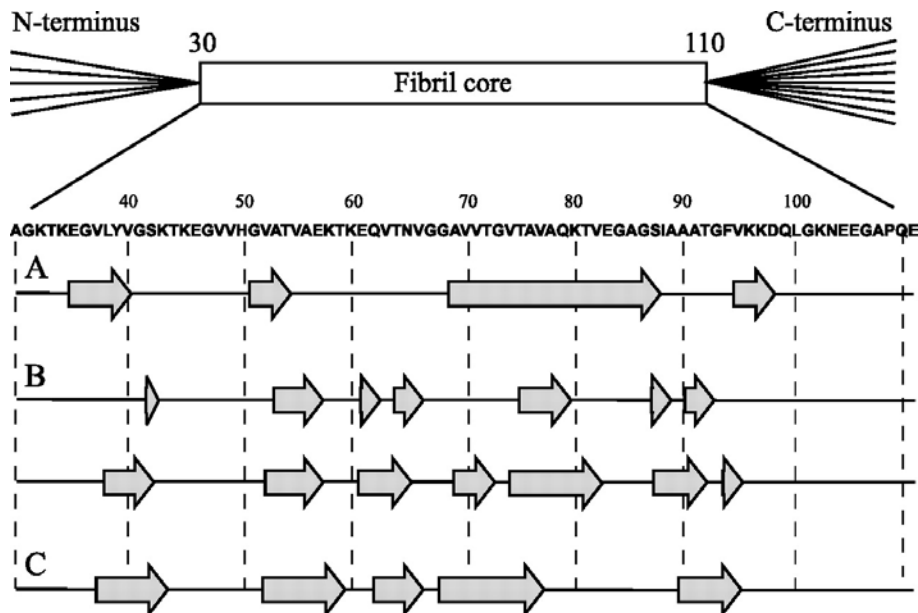 N-terminus C-terminus
30 110
Fibril core
40 50 60 70 80 90 100
AGKTKEGVLYVGSKTKEGVVHGVATVAEKTKEQVTNVGGAVVTGVTAVAQKTVEGAGSIAAATGFVKKDQLGKNEEGAPQE
A
B
C